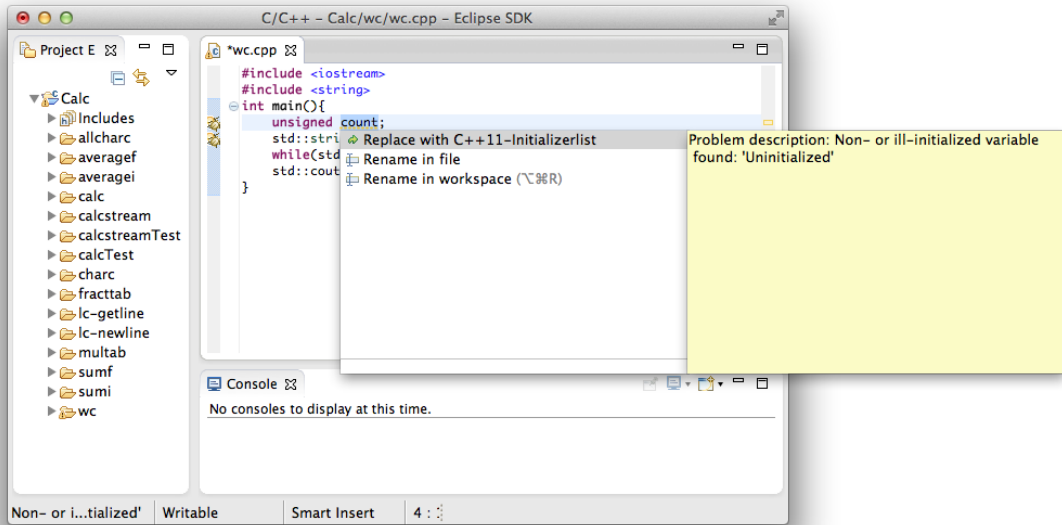 C/C++ – Calc/wc/wc.cpp – Eclipse SDK
Project E
Calc
Includes
allcharc
averagef
averagei
calc
calcstream
calcstreamTest
calcTest
charc
fracttab
lc-getline
lc-newline
multab
sumf
sumi
wc
*wc.cpp
#include <iostream>
#include <string>
int main(){
unsigned count;
std::stri
while(std
std::cout
}
Replace with C++11-Initializerlist
Rename in file
Rename in workspace (⌥⌘R)
Problem description: Non- or ill-initialized variable
found: 'Uninitialized'
Console
No consoles to display at this time.
Non- or i...tialized'
Writable
Smart Insert
4 :